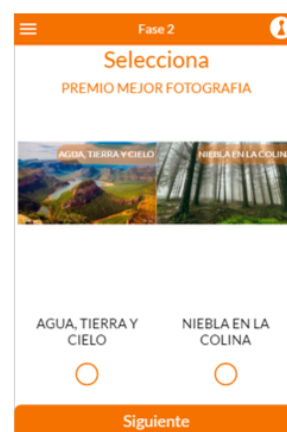 Fase 2
Selecciona
PREMIO MEJOR FOTOGRAFIA
AGUA, TIERRA Y CIELO
NIEBLA EN LA COLINA
AGUA, TIERRA Y
CIELO
NIEBLA EN LA
COLINA
Siguiente